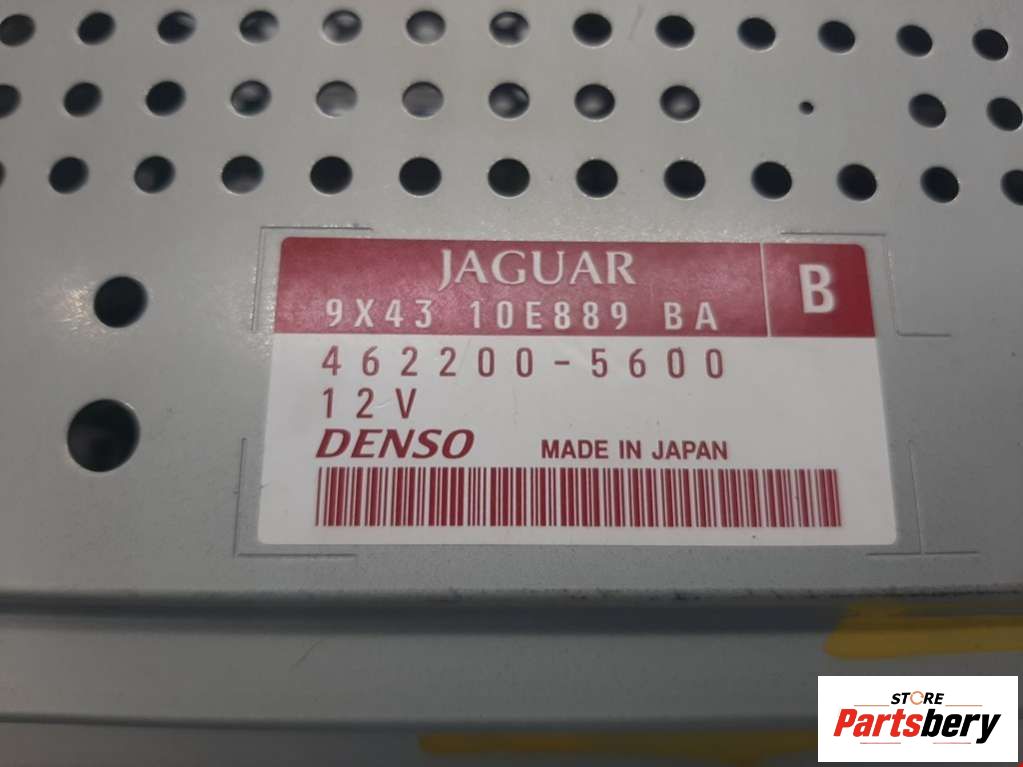 JAGUAR
9X43 10E889 BA
B
462200-5600
12V
DENSO MADE IN JAPAN
STORE
Partsbery